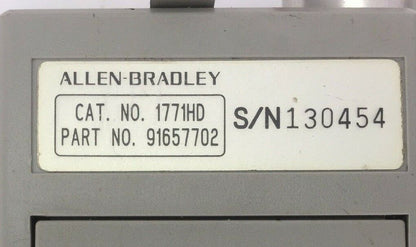 ALLEN-BRADLEY
CAT. NO. 1771HD
PART NO. 91657702
S/N130454